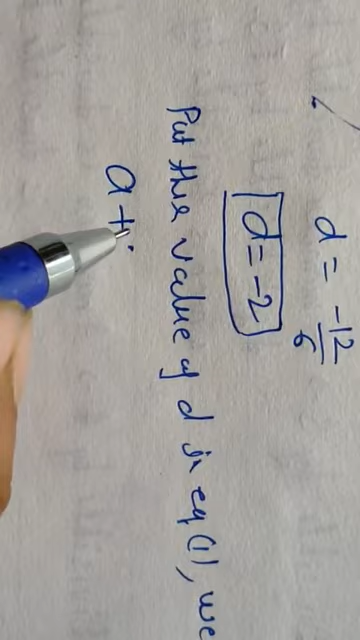 d = -12/6
d = -2
Put this value of d in eq (1), we
a +